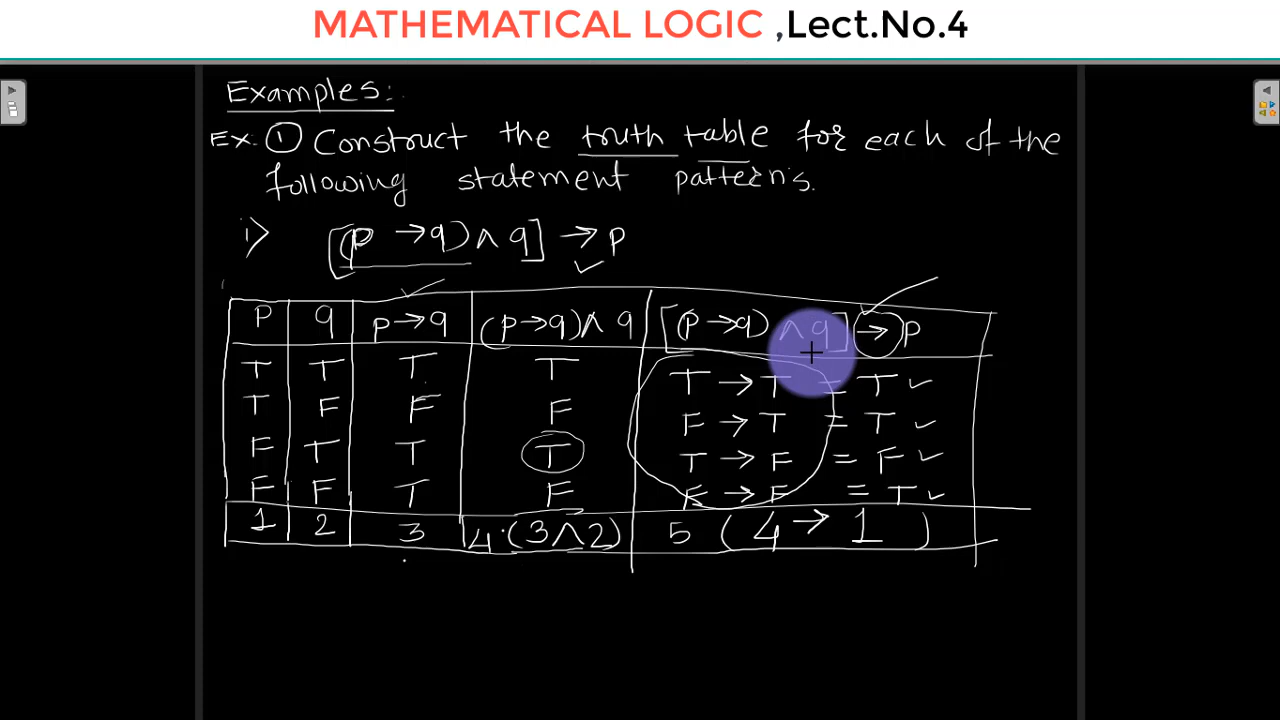 MATHEMATICAL LOGIC ,Lect.No.4
Examples:
Ex. ① Construct the truth table for each of the
following statement patterns.
i) [(p → q) ∧ q] → p
p q p → q (p → q) ∧ q [(p → q) ∧ q] → p
T T T T T → T = T ✓
T F F F F → T = T ✓
F T T T T → F = F ✓
F F T F F → F = T ✓
1 2 3 4·(3∧2) 5 ( 4 → 1 )